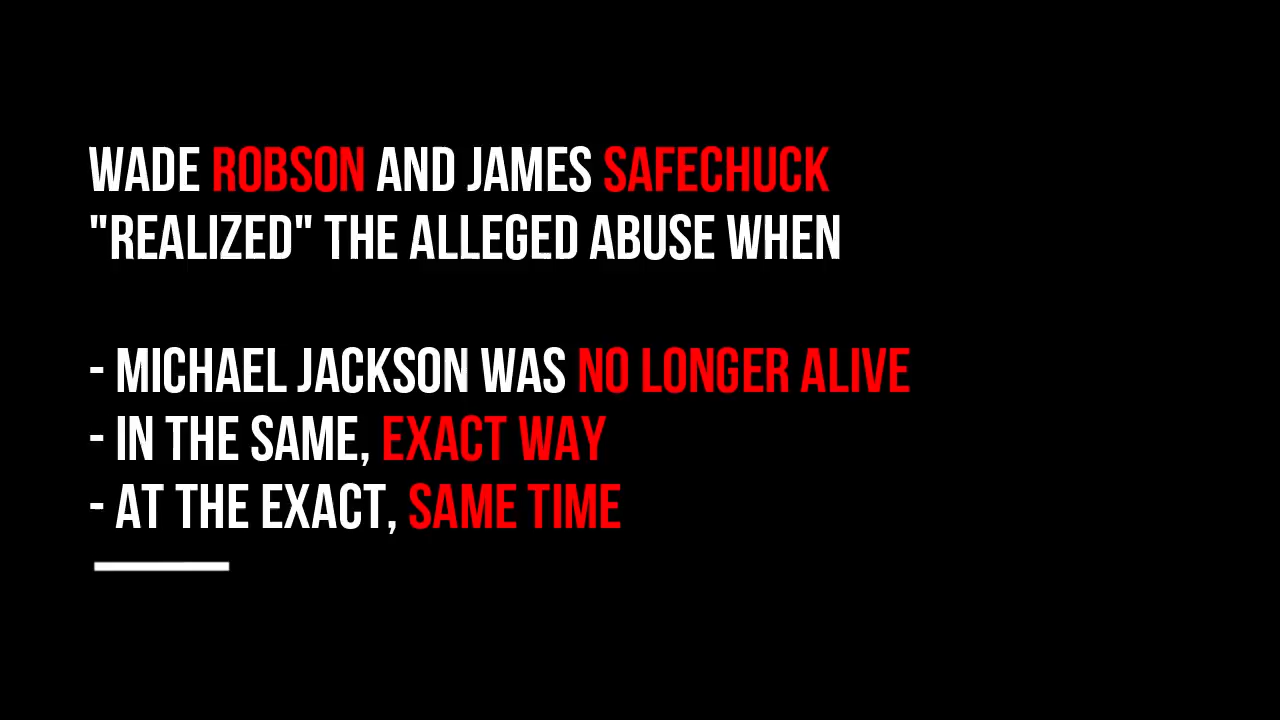 WADE ROBSON AND JAMES SAFECHUCK
"REALIZED" THE ALLEGED ABUSE WHEN
- MICHAEL JACKSON WAS NO LONGER ALIVE
- IN THE SAME, EXACT WAY
- AT THE EXACT, SAME TIME